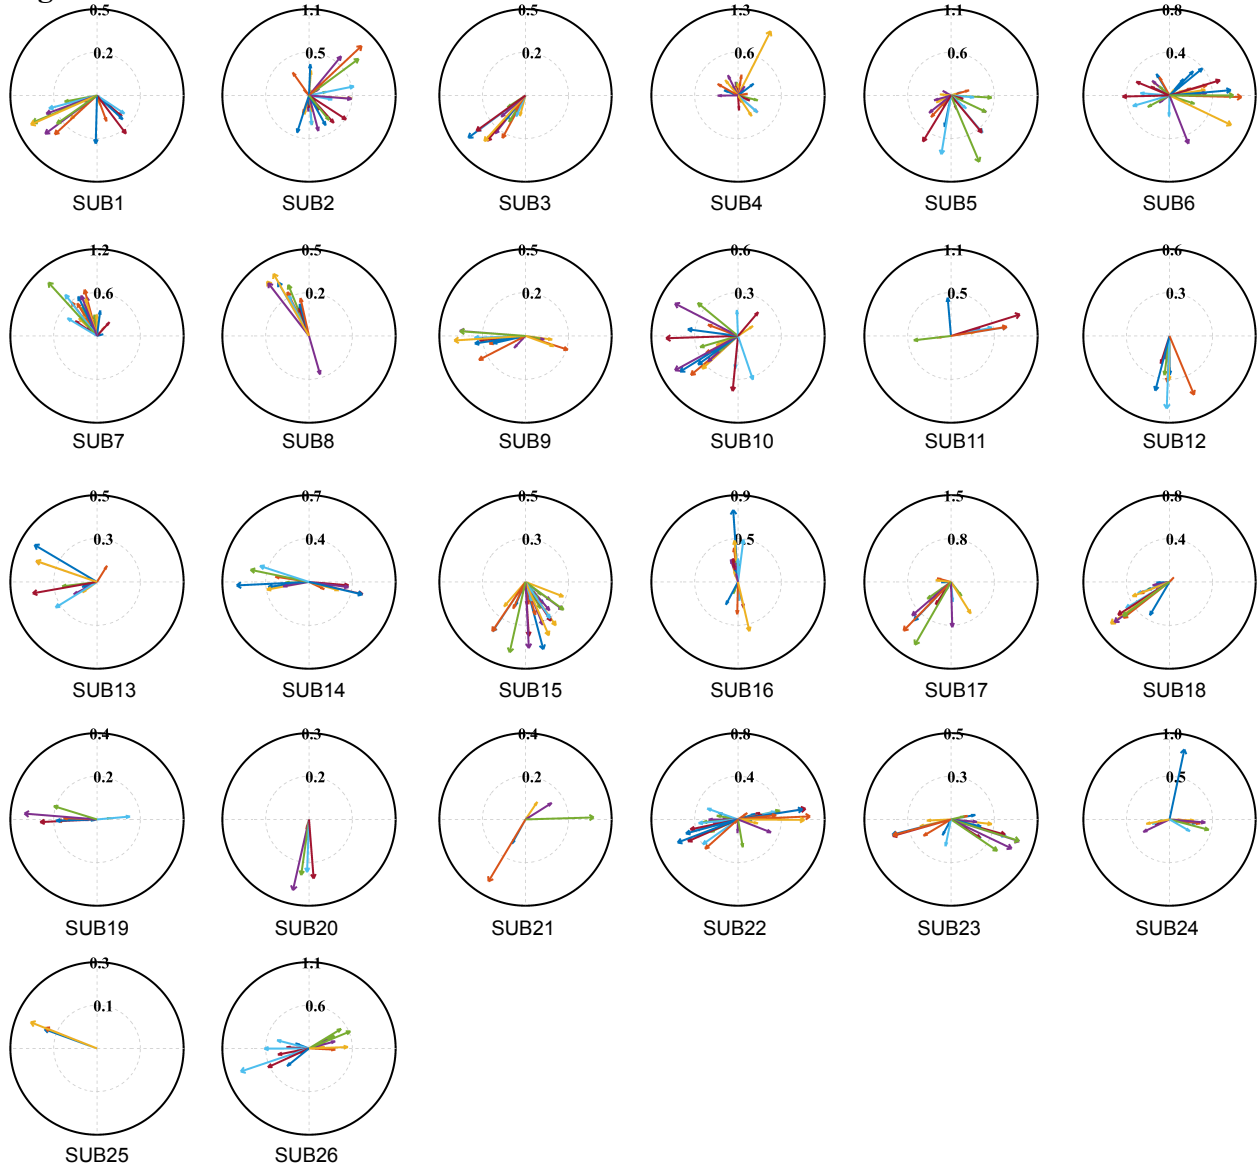 0.5 1.1 0.5 1.3 1.1 0.8
0.2 0.5 0.2 0.6 0.6 0.4
SUB1 SUB2 SUB3 SUB4 SUB5 SUB6
1.2 0.5 0.5 0.6 1.1 0.6
0.6 0.2 0.2 0.3 0.5 0.3
SUB7 SUB8 SUB9 SUB10 SUB11 SUB12
0.5 0.7 0.5 0.9 1.5 0.8
0.3 0.4 0.3 0.5 0.8 0.4
SUB13 SUB14 SUB15 SUB16 SUB17 SUB18
0.4 0.3 0.4 0.8 0.5 1.0
0.2 0.2 0.2 0.4 0.3 0.5
SUB19 SUB20 SUB21 SUB22 SUB23 SUB24
0.3 1.1
0.1 0.6
SUB25 SUB26